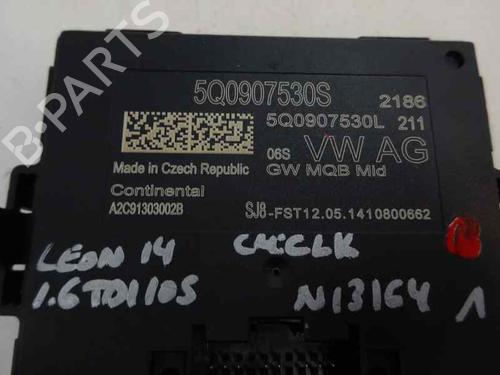 5Q0907530S 2186
5Q0907530L 211
06S VW AG
Made in Czech Republic GW MQB Mid
Continental
A2C91303002B SJ8-FST12.05.1410800662
LEON 14
1.6TDI 105 N13164 1
B-PARTS